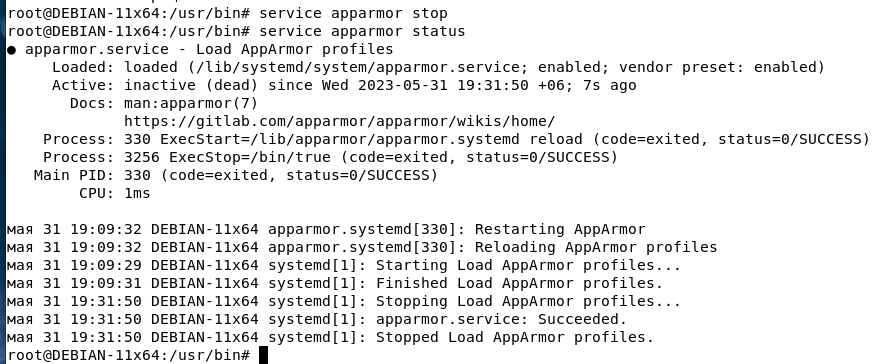 root@DEBIAN-11x64:/usr/bin# service apparmor stop
root@DEBIAN-11x64:/usr/bin# service apparmor status
● apparmor.service - Load AppArmor profiles
     Loaded: loaded (/lib/systemd/system/apparmor.service; enabled; vendor preset: enabled)
     Active: inactive (dead) since Wed 2023-05-31 19:31:50 +06; 7s ago
       Docs: man:apparmor(7)
             https://gitlab.com/apparmor/apparmor/wikis/home/
    Process: 330 ExecStart=/lib/apparmor/apparmor.systemd reload (code=exited, status=0/SUCCESS)
    Process: 3256 ExecStop=/bin/true (code=exited, status=0/SUCCESS)
   Main PID: 330 (code=exited, status=0/SUCCESS)
        CPU: 1ms

мая 31 19:09:32 DEBIAN-11x64 apparmor.systemd[330]: Restarting AppArmor
мая 31 19:09:32 DEBIAN-11x64 apparmor.systemd[330]: Reloading AppArmor profiles
мая 31 19:09:29 DEBIAN-11x64 systemd[1]: Starting Load AppArmor profiles...
мая 31 19:09:31 DEBIAN-11x64 systemd[1]: Finished Load AppArmor profiles.
мая 31 19:31:50 DEBIAN-11x64 systemd[1]: Stopping Load AppArmor profiles...
мая 31 19:31:50 DEBIAN-11x64 systemd[1]: apparmor.service: Succeeded.
мая 31 19:31:50 DEBIAN-11x64 systemd[1]: Stopped Load AppArmor profiles.
root@DEBIAN-11x64:/usr/bin#